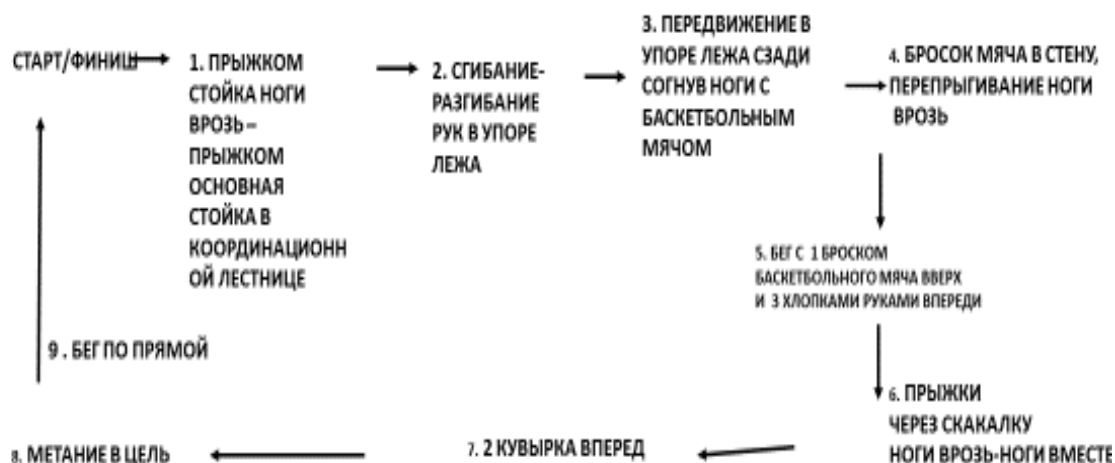 СТАРТ/ФИНИШ
1. ПРЫЖКОМ
СТОЙКА НОГИ
ВРОЗЬ –
ПРЫЖКОМ
ОСНОВНАЯ
СТОЙКА В
КООРДИНАЦИОНН
ОЙ ЛЕСТНИЦЕ
2. СГИБАНИЕ-
РАЗГИБАНИЕ
РУК В УПОРЕ
ЛЕЖА
3. ПЕРЕДВИЖЕНИЕ В
УПОРЕ ЛЕЖА СЗАДИ
СОГНУВ НОГИ С
БАСКЕТБОЛЬНЫМ
МЯЧОМ
4. БРОСОК МЯЧА В СТЕНУ,
ПЕРЕПРЫГИВАНИЕ НОГИ
ВРОЗЬ
5. БЕГ С 1 БРОСКОМ
БАСКЕТБОЛЬНОГО МЯЧА ВВЕРХ
И 3 ХЛОПКАМИ РУКАМИ ВПЕРЕДИ
6. ПРЫЖКИ
ЧЕРЕЗ СКАКАЛКУ
НОГИ ВРОЗЬ-НОГИ ВМЕСТЕ
7. 2 КУВЫРКА ВПЕРЕД
8. МЕТАНИЕ В ЦЕЛЬ
9 . БЕГ ПО ПРЯМОЙ